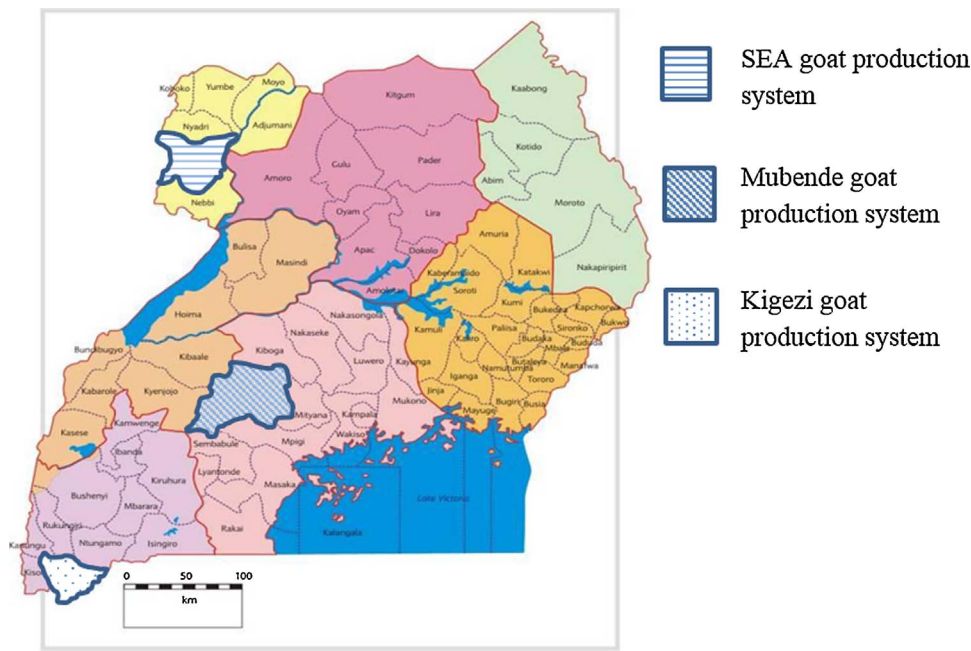 SEA goat production
system
Mubende goat
production system
Kigezi goat
production system
Koboko
Yumbe
Moyo
Nyadri
Adjumani
Nebbi
Kitgum
Kaabong
Gulu
Pader
Kotido
Amoro
Abim
Moroto
Oyam
Lira
Apac
Dokolo
Amuria
Nakapiripirit
Bulisa
Masindi
Kaberamaido
Katakwi
Amolatar
Soroti
Kumi
Bukedea
Kapchorwa
Hoima
Nakasongola
Kamuli
Pallisa
Sironko
Bukwo
Nakaseke
Kaliro
Budaka
Mbale
Bududa
Bundibugyo
Kibaale
Kiboga
Luwero
Kayunga
Butaleja
Namutumba
Manafwa
Kabarole
Kyenjojo
Iganga
Tororo
Jinja
Mukono
Bugiri
Busia
Mayuge
Kamwenge
Mityana
Kampala
Kasese
Wakiso
Sembabule
Mpigi
Ibanda
Lyantonde
Kiruhura
Masaka
Bushenyi
Mbarara
Lake Victoria
Rukungiri
Rakai
Kalangala
Kanungu
Ntungamo
Isingiro
0 50 100
km